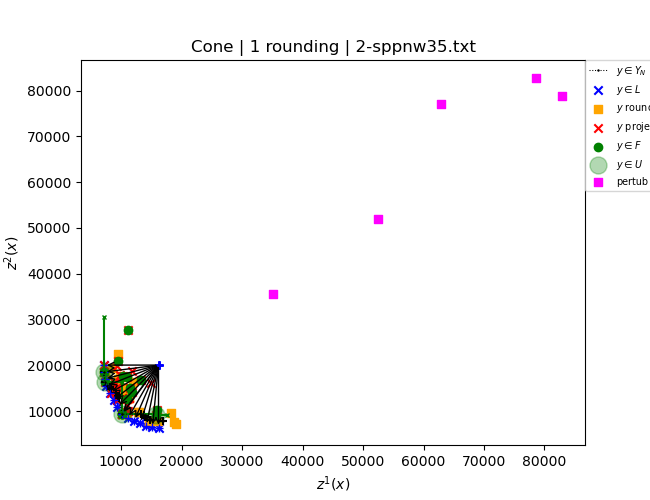 Cone | 1 rounding | 2-sppnw35.txt
z²(x)
80000
70000
60000
50000
40000
30000
20000
10000
10000 20000 30000 40000 50000 60000 70000 80000
z¹(x)
y ∈ Y_N
y ∈ L
y roun
y proje
y ∈ F
y ∈ U
pertub